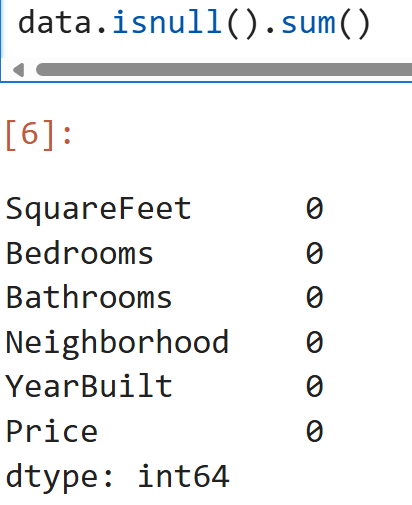 data.isnull().sum()
[6]:
SquareFeet 0
Bedrooms 0
Bathrooms 0
Neighborhood 0
YearBuilt 0
Price 0
dtype: int64